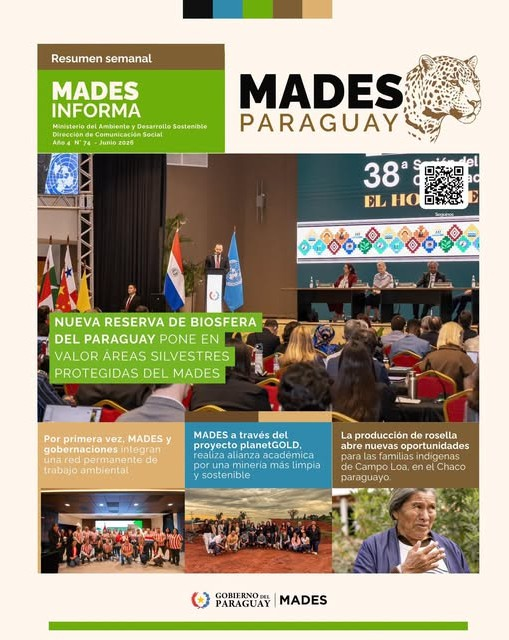 Resumen semanal
MADES
INFORMA
Ministerio del Ambiente y Desarrollo Sostenible
Dirección de Comunicación Social
Año 4 N° 74 - Junio 2026
MADES
PARAGUAY
38ª Sesión del
EL HO
Seguinos
NUEVA RESERVA DE BIOSFERA
DEL PARAGUAY PONE EN
VALOR ÁREAS SILVESTRES
PROTEGIDAS DEL MADES
Por primera vez, MADES y
gobernaciones integran
una red permanente de
trabajo ambiental
MADES a través del
proyecto planetGOLD,
realiza alianza académica
por una minería más limpia
y sostenible
La producción de rosella
abre nuevas oportunidades
para las familias indígenas
de Campo Loa, en el Chaco
paraguayo.
GOBIERNO DEL
PARAGUAY
MADES